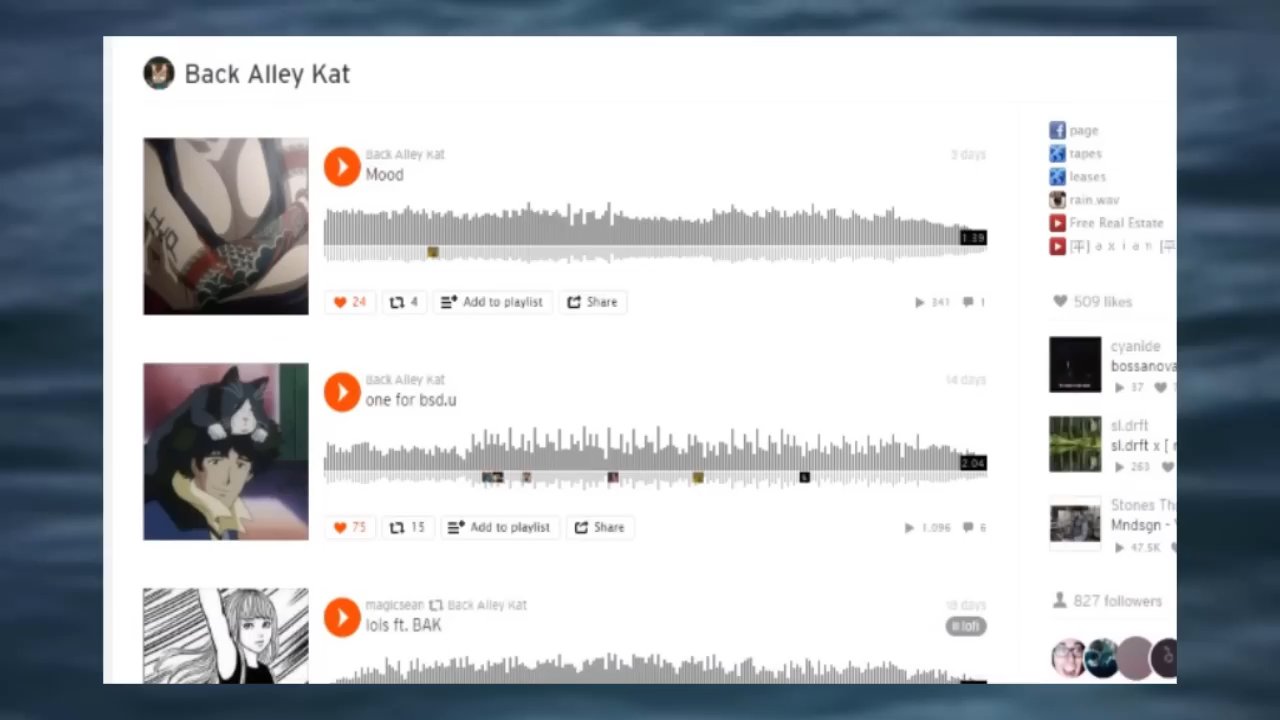 Back Alley Kat
Back Alley Kat
3 days
Mood
1:39
24
4
Add to playlist
Share
341
1
Back Alley Kat
14 days
one for bsd.u
2:04
75
15
Add to playlist
Share
1,096
6
magicsean Back Alley Kat
18 days
lois ft. BAK
# lofi
page
tapes
leases
rain.wav
Free Real Estate
[平] a x i a n [平
509 likes
cyanide
bossanova
37
sl.drft
sl.drft x [
263
Stones Th
Mndsgn -
47.5K
827 followers